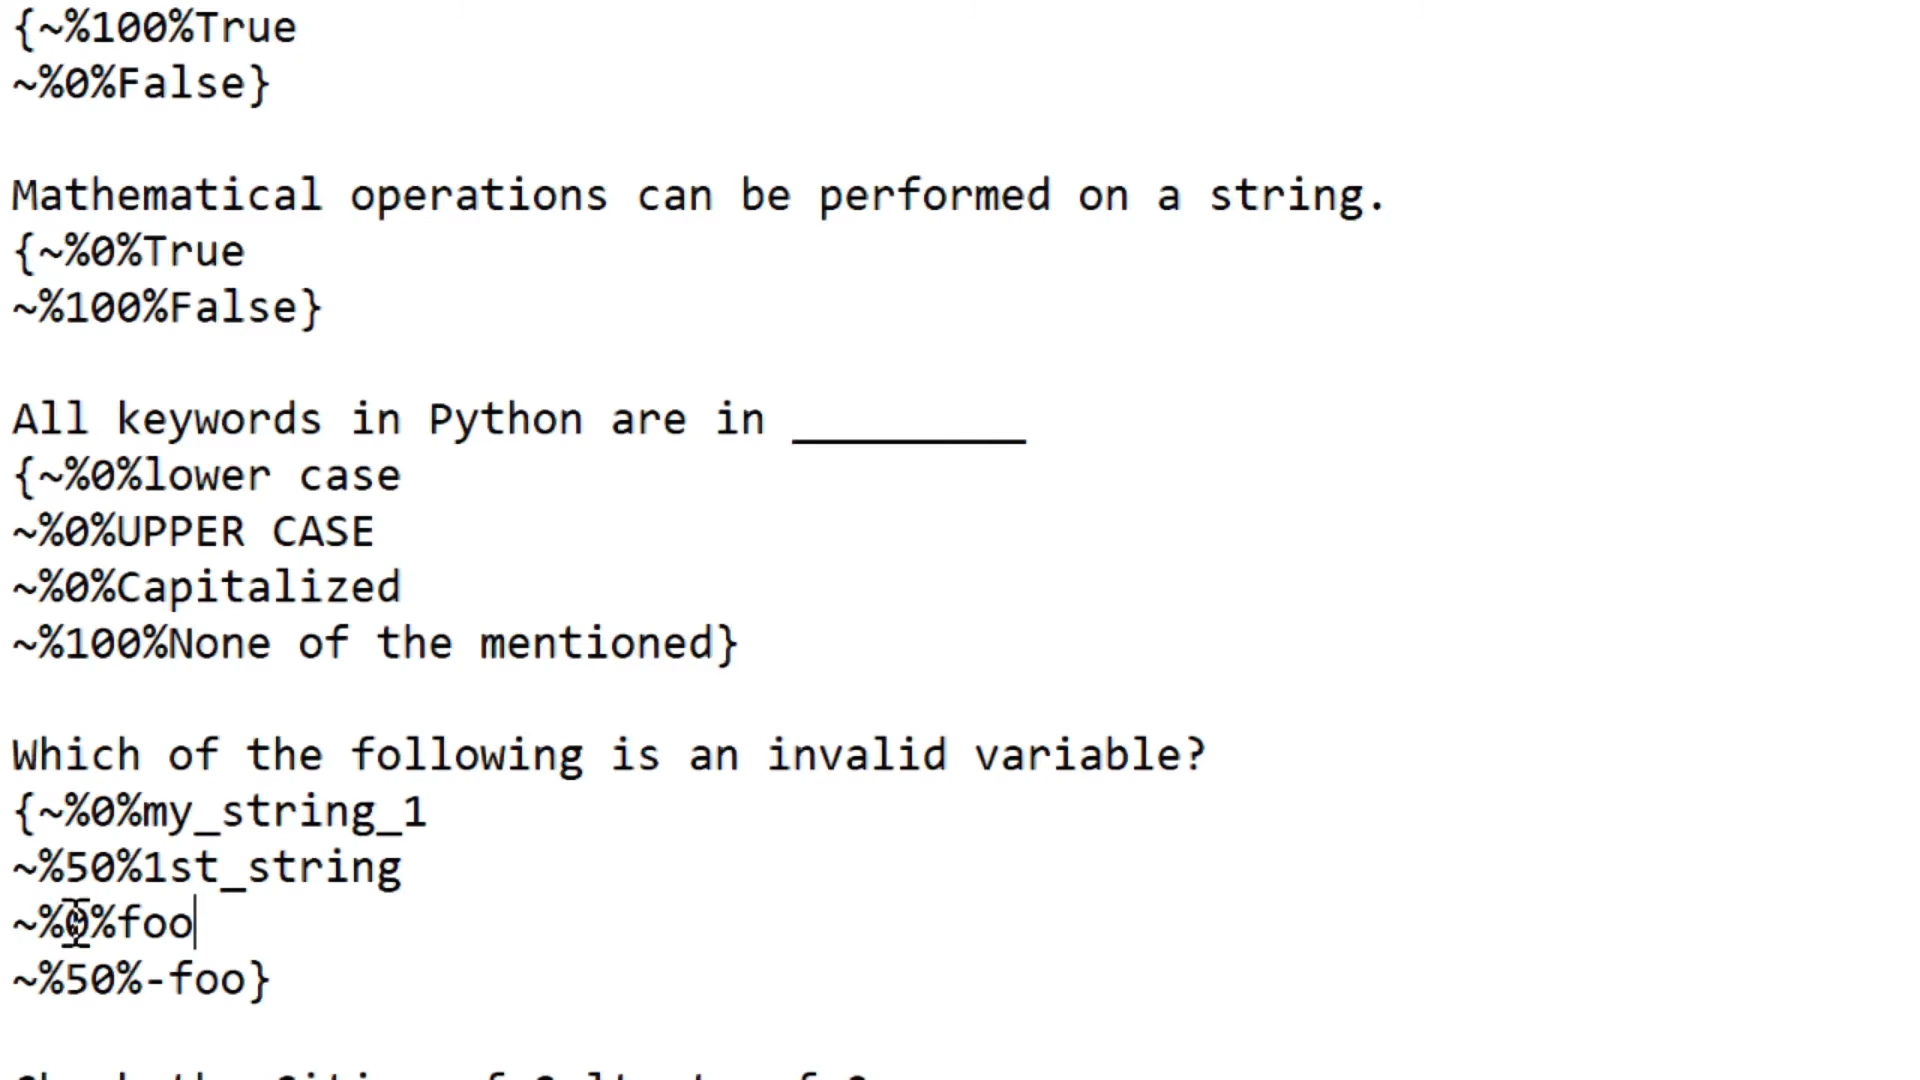 {~%100%True
~%0%False}
Mathematical operations can be performed on a string.
{~%0%True
~%100%False}
All keywords in Python are in _________
{~%0%lower case
~%0%UPPER CASE
~%0%Capitalized
~%100%None of the mentioned}
Which of the following is an invalid variable?
{~%0%my_string_1
~%50%1st_string
~%0%foo
~%50%-foo}